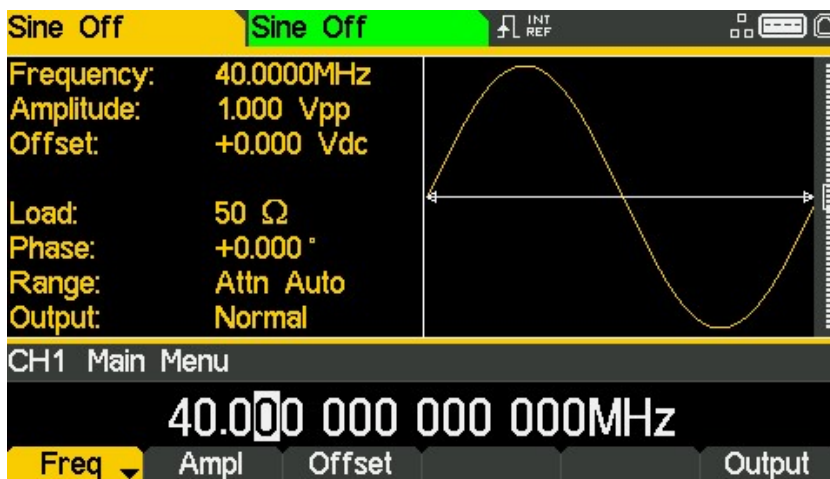 Sine Off Sine Off INT
REF
Frequency: 40.0000MHz
Amplitude: 1.000 Vpp
Offset: +0.000 Vdc
Load: 50 Ω
Phase: +0.000 °
Range: Attn Auto
Output: Normal
CH1 Main Menu
40.000 000 000 000MHz
Freq Ampl Offset Output